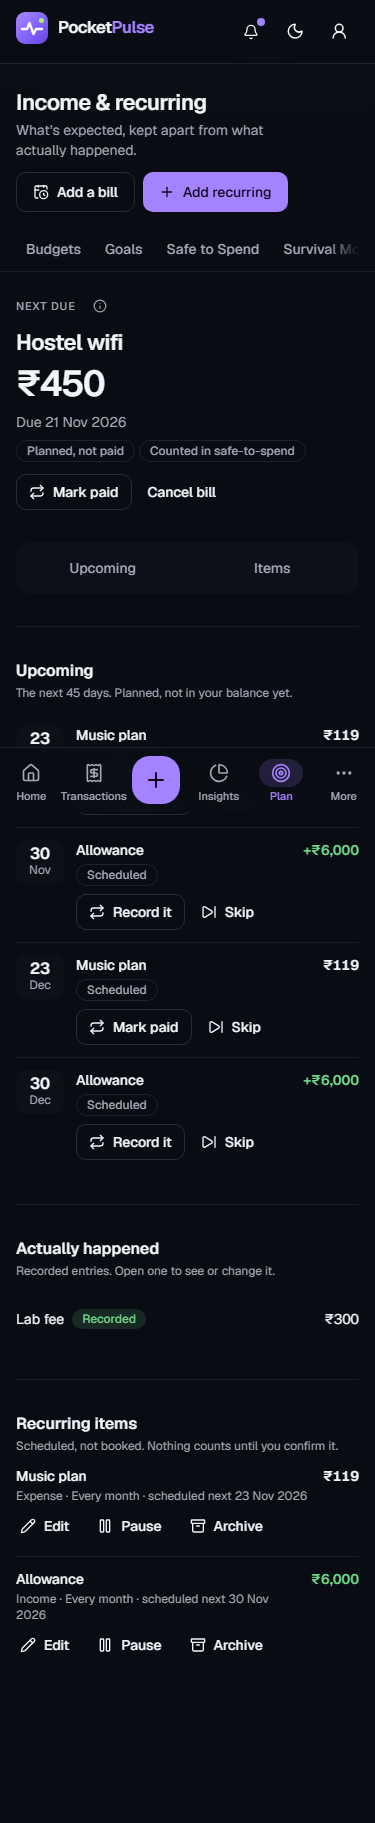 PocketPulse
Income & recurring
What's expected, kept apart from what
actually happened.
Add a bill
Add recurring
Budgets
Goals
Safe to Spend
Survival Mo
NEXT DUE
Hostel wifi
₹450
Due 21 Nov 2026
Planned, not paid
Counted in safe-to-spend
Mark paid
Cancel bill
Upcoming
Items
Upcoming
The next 45 days. Planned, not in your balance yet.
23
Music plan
₹119
Home
Transactions
Insights
Plan
More
30
Nov
Allowance
+₹6,000
Scheduled
Record it
Skip
23
Dec
Music plan
₹119
Scheduled
Mark paid
Skip
30
Dec
Allowance
+₹6,000
Scheduled
Record it
Skip
Actually happened
Recorded entries. Open one to see or change it.
Lab fee
Recorded
₹300
Recurring items
Scheduled, not booked. Nothing counts until you confirm it.
Music plan
₹119
Expense · Every month · scheduled next 23 Nov 2026
Edit
Pause
Archive
Allowance
₹6,000
Income · Every month · scheduled next 30 Nov
2026
Edit
Pause
Archive